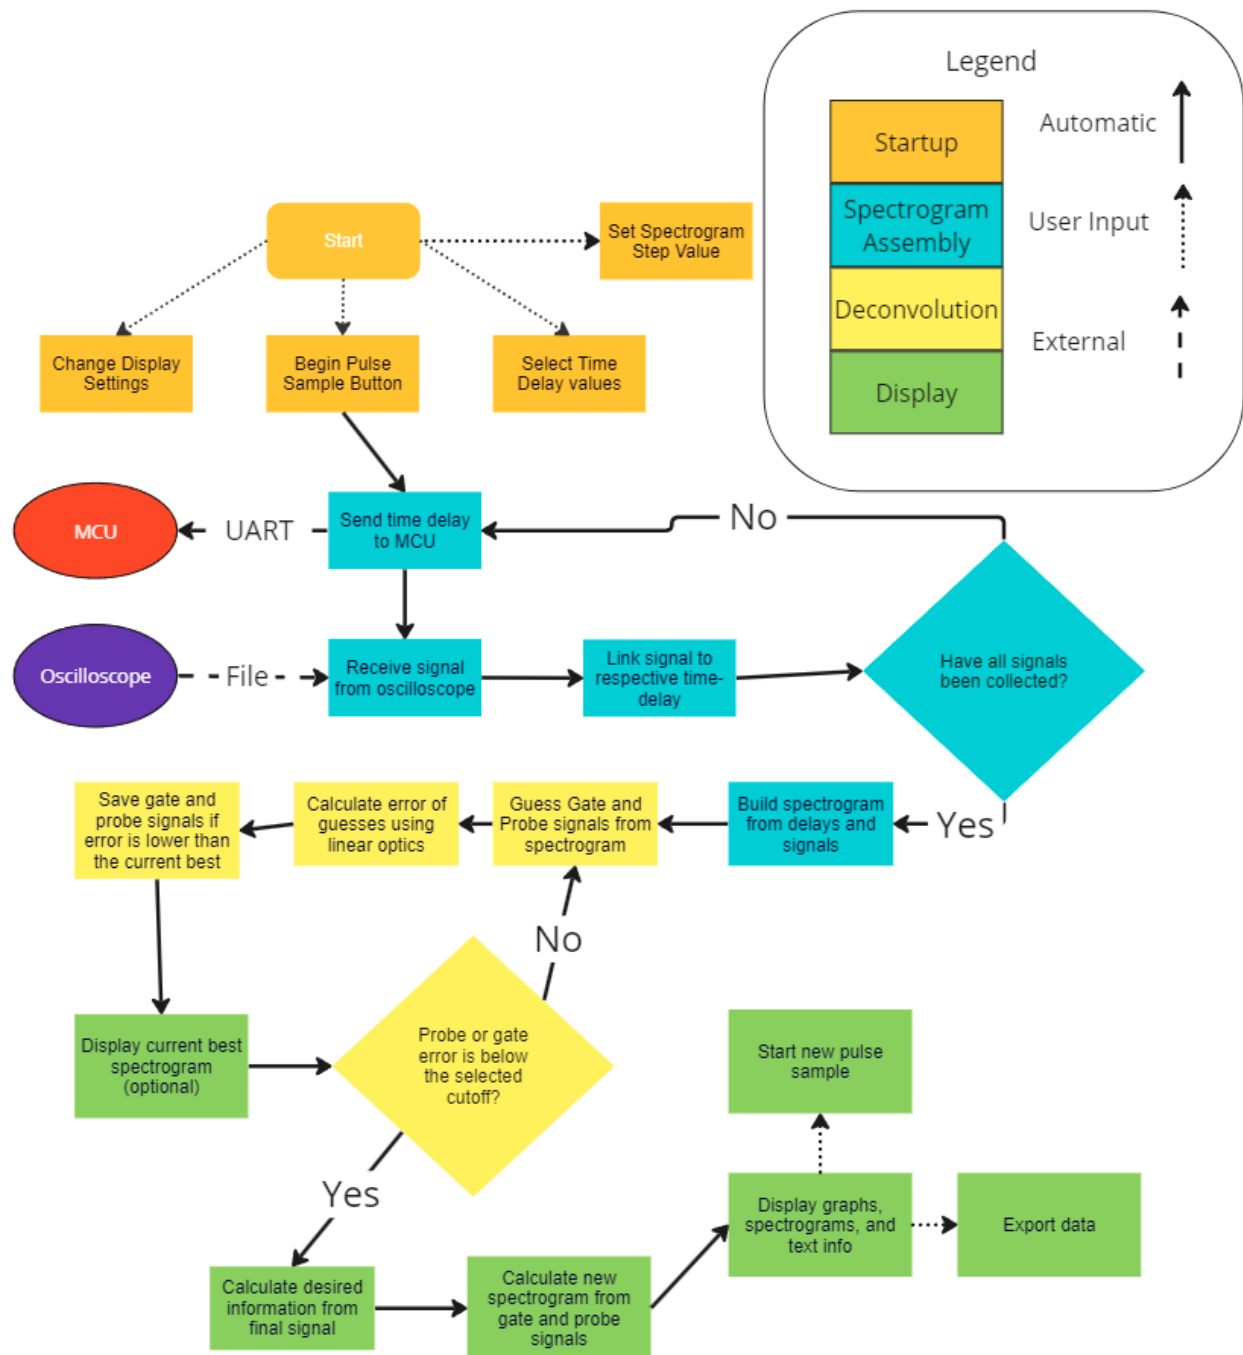 Legend
Startup
Automatic
Spectrogram
Assembly
User Input
Deconvolution
External
Display
Start
Set Spectrogram
Step Value
Change Display
Settings
Begin Pulse
Sample Button
Select Time
Delay values
MCU
UART
Send time delay
to MCU
No
Oscilloscope
File
Receive signal
from oscilloscope
Link signal to
respective time-
delay
Have all signals
been collected?
Yes
Build spectrogram
from delays and
signals
Guess Gate and
Probe signals from
spectrogram
Calculate error of
guesses using
linear optics
Save gate and
probe signals if
error is lower than
the current best
Display current best
spectrogram
(optional)
Probe or gate
error is below
the selected
cutoff?
No
Yes
Calculate desired
information from
final signal
Calculate new
spectrogram from
gate and probe
signals
Display graphs,
spectrograms, and
text info
Start new pulse
sample
Export data